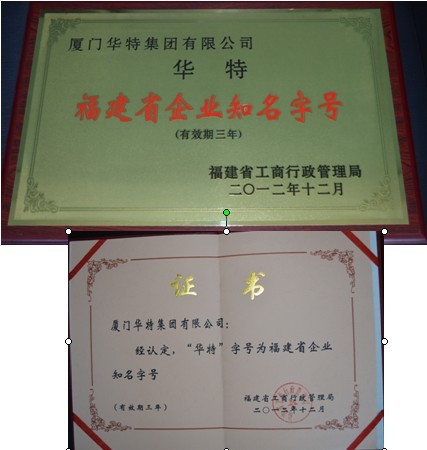 厦门华特集团有限公司
华 特
福建省企业知名字号
(有效期三年)
福建省工商行政管理局
二〇一二年十二月
证 书
厦门华特集团有限公司：
经认定，“华特”字号为福建省企业
知名字号
(有效期三年)
福建省工商行政管理局
二〇一二年十二月